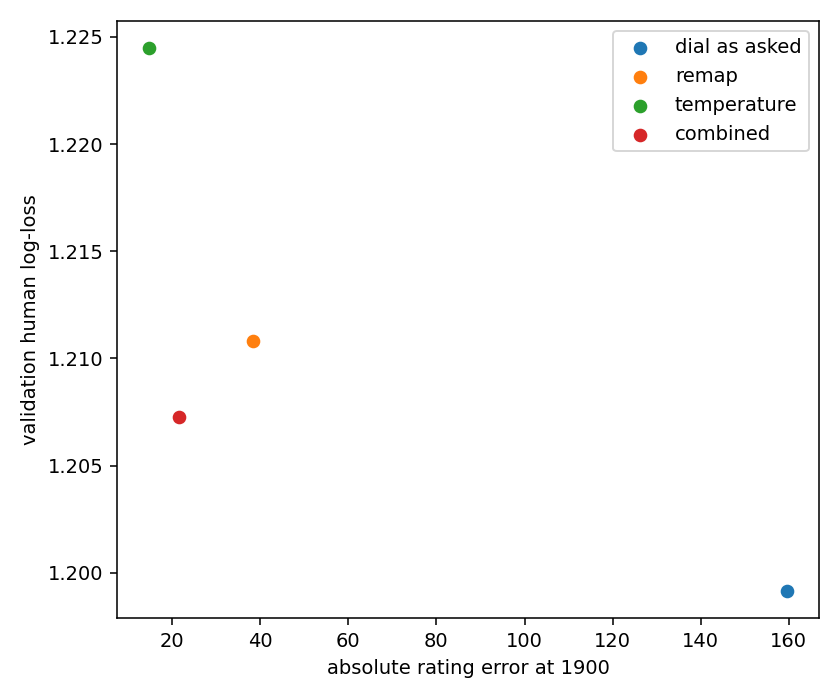 1.225
1.220
1.215
1.210
1.205
1.200
validation human log-loss
dial as asked
remap
temperature
combined
20 40 60 80 100 120 140 160
absolute rating error at 1900